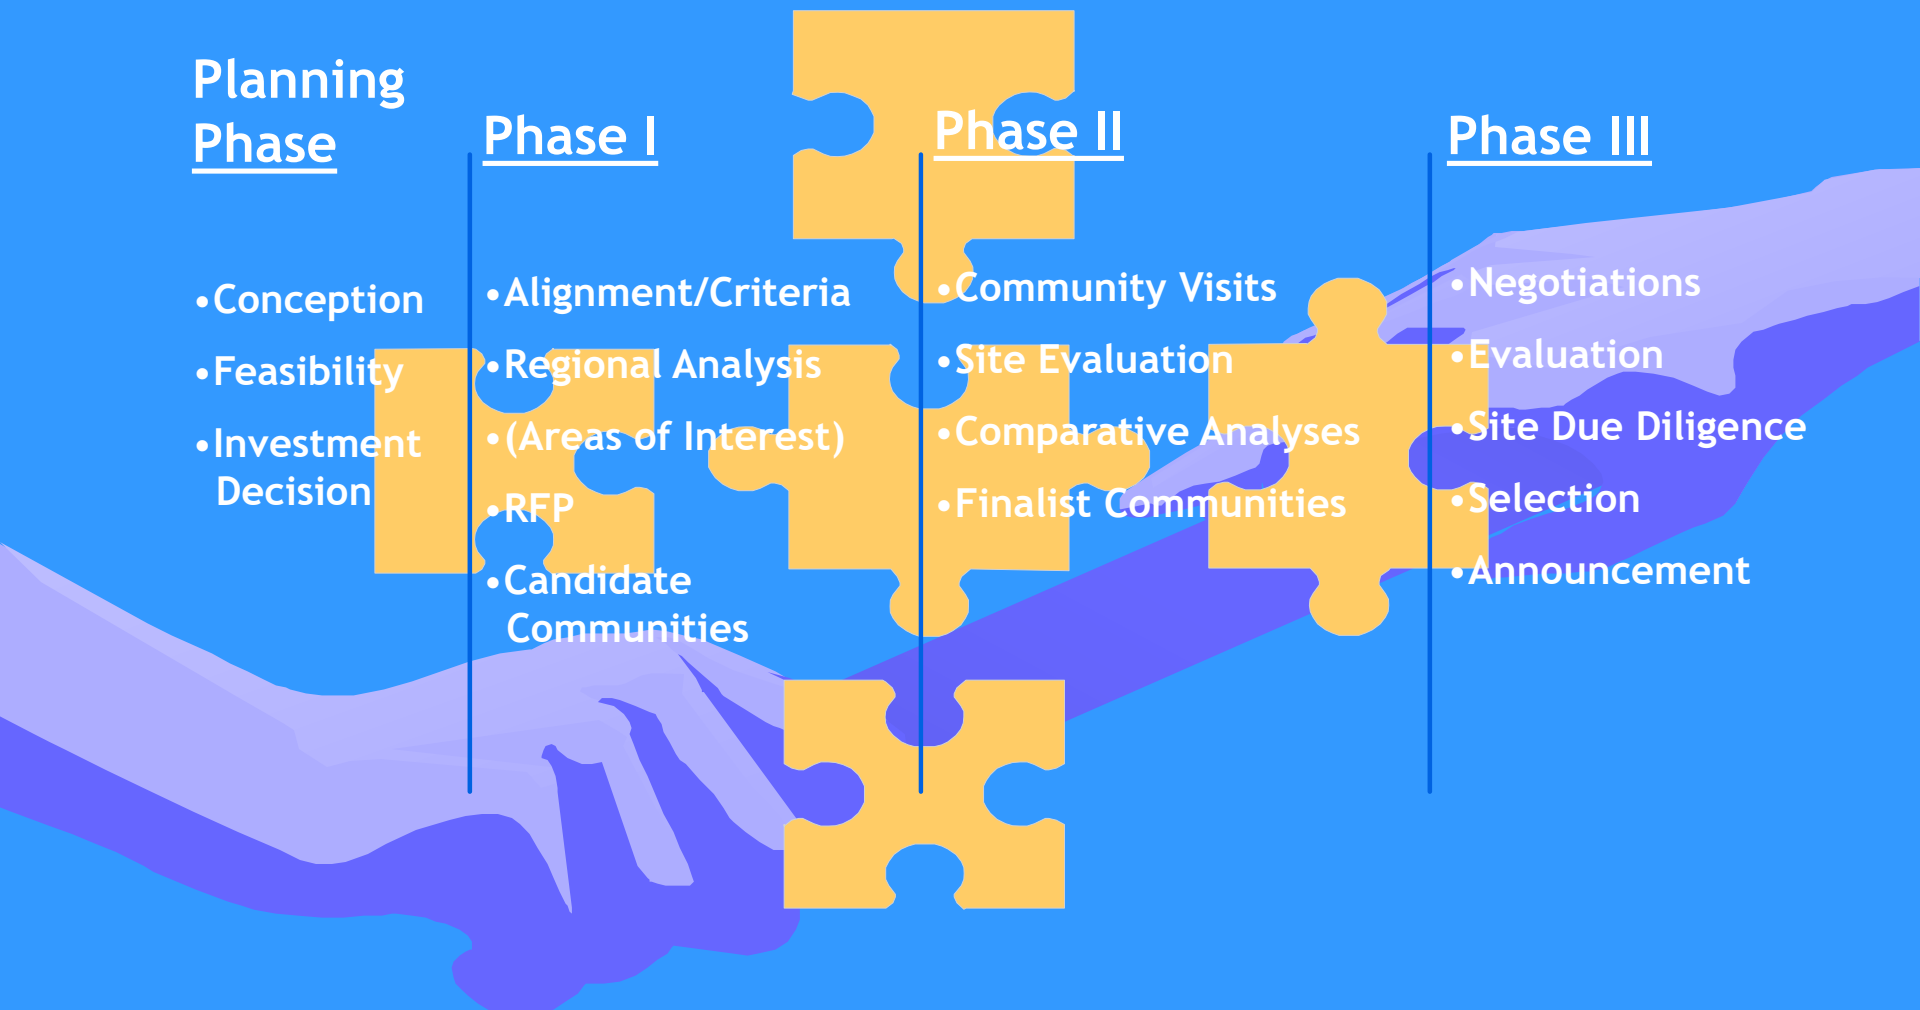 Planning
Phase
•Conception
•Feasibility
•Investment
Decision
Phase I
•Alignment/Criteria
•Regional Analysis
•(Areas of Interest)
•RFP
•Candidate
Communities
Phase II
•Community Visits
•Site Evaluation
•Comparative Analyses
•Finalist Communities
Phase III
•Negotiations
•Evaluation
•Site Due Diligence
•Selection
•Announcement